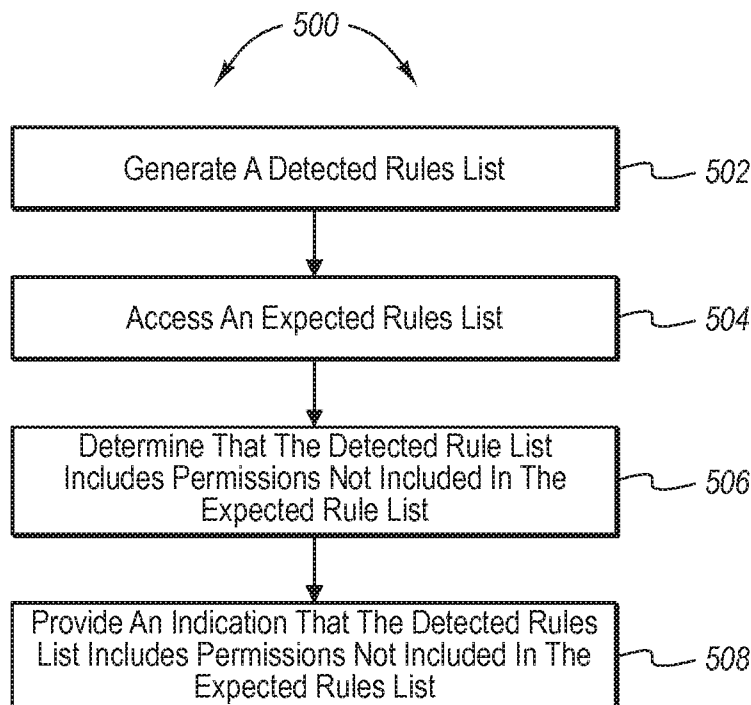 500
Generate A Detected Rules List
502
Access An Expected Rules List
504
Determine That The Detected Rule List
Includes Permissions Not Included In The
Expected Rule List
506
Provide An Indication That The Detected Rules
List Includes Permissions Not Included In The
Expected Rules List
508